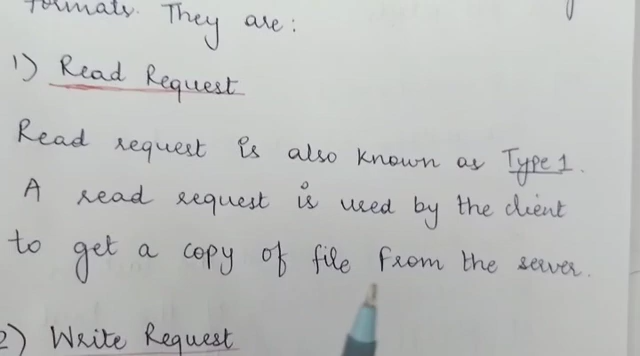 formats. They are:
1) Read Request
Read request is also known as Type 1.
A read request is used by the client
to get a copy of file from the server.
2) Write Request